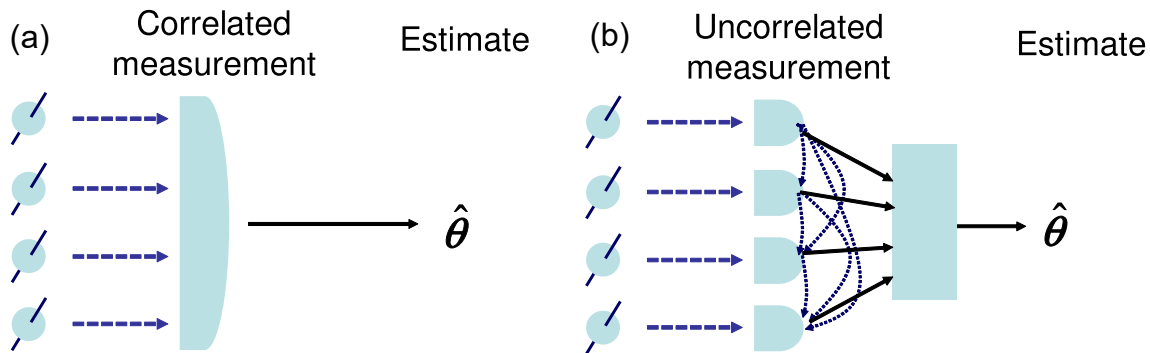 (a)
Correlated
measurement
Estimate
θ̂
(b)
Uncorrelated
measurement
Estimate
θ̂